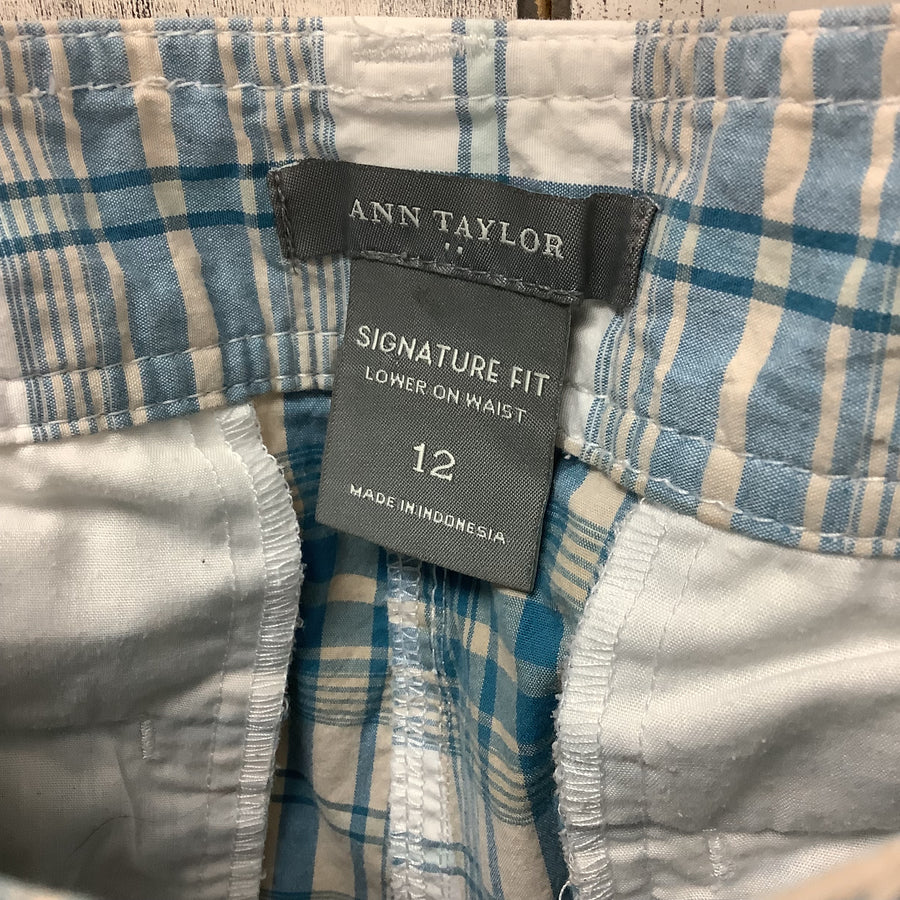 ANN TAYLOR
SIGNATURE FIT
LOWER ON WAIST
12
MADE IN INDONESIA